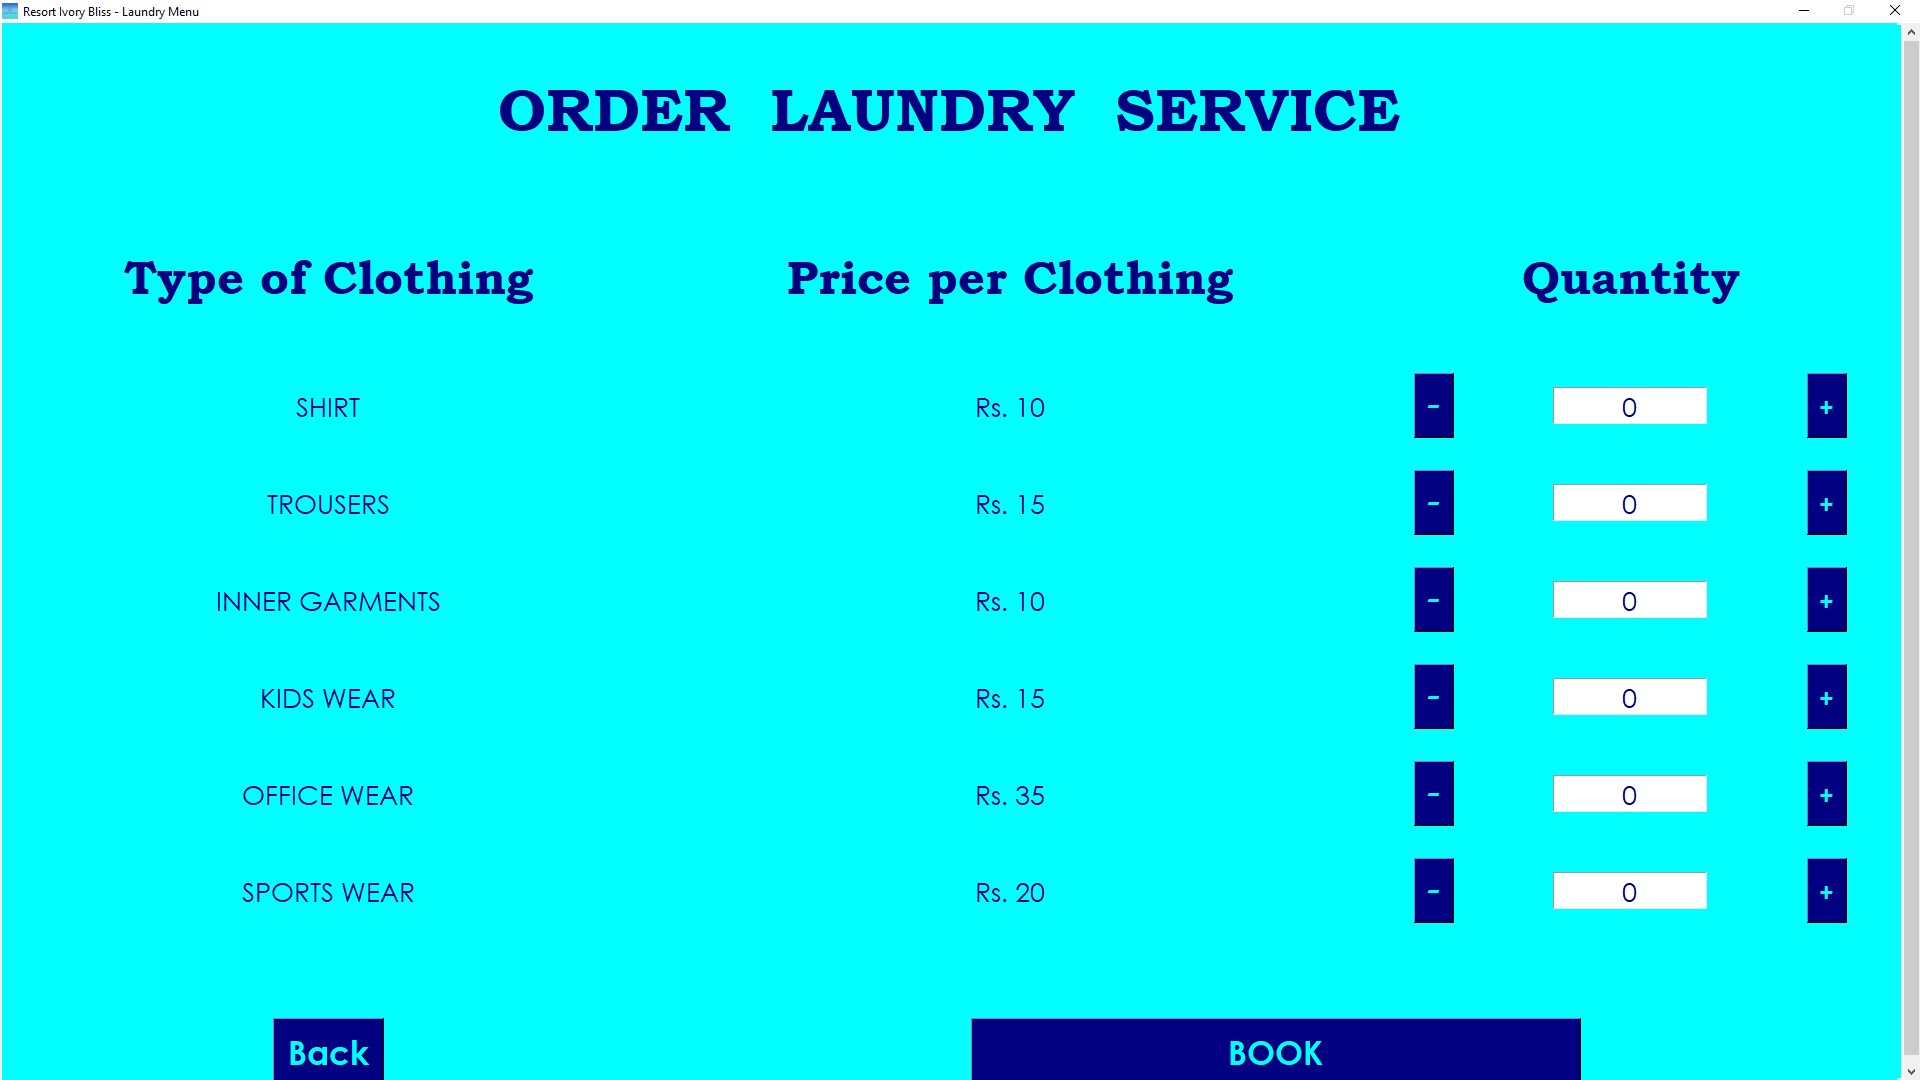 Resort Ivory Bliss - Laundry Menu
ORDER LAUNDRY SERVICE
Type of Clothing Price per Clothing Quantity
SHIRT Rs. 10 - 0 +
TROUSERS Rs. 15 - 0 +
INNER GARMENTS Rs. 10 - 0 +
KIDS WEAR Rs. 15 - 0 +
OFFICE WEAR Rs. 35 - 0 +
SPORTS WEAR Rs. 20 - 0 +
Back BOOK